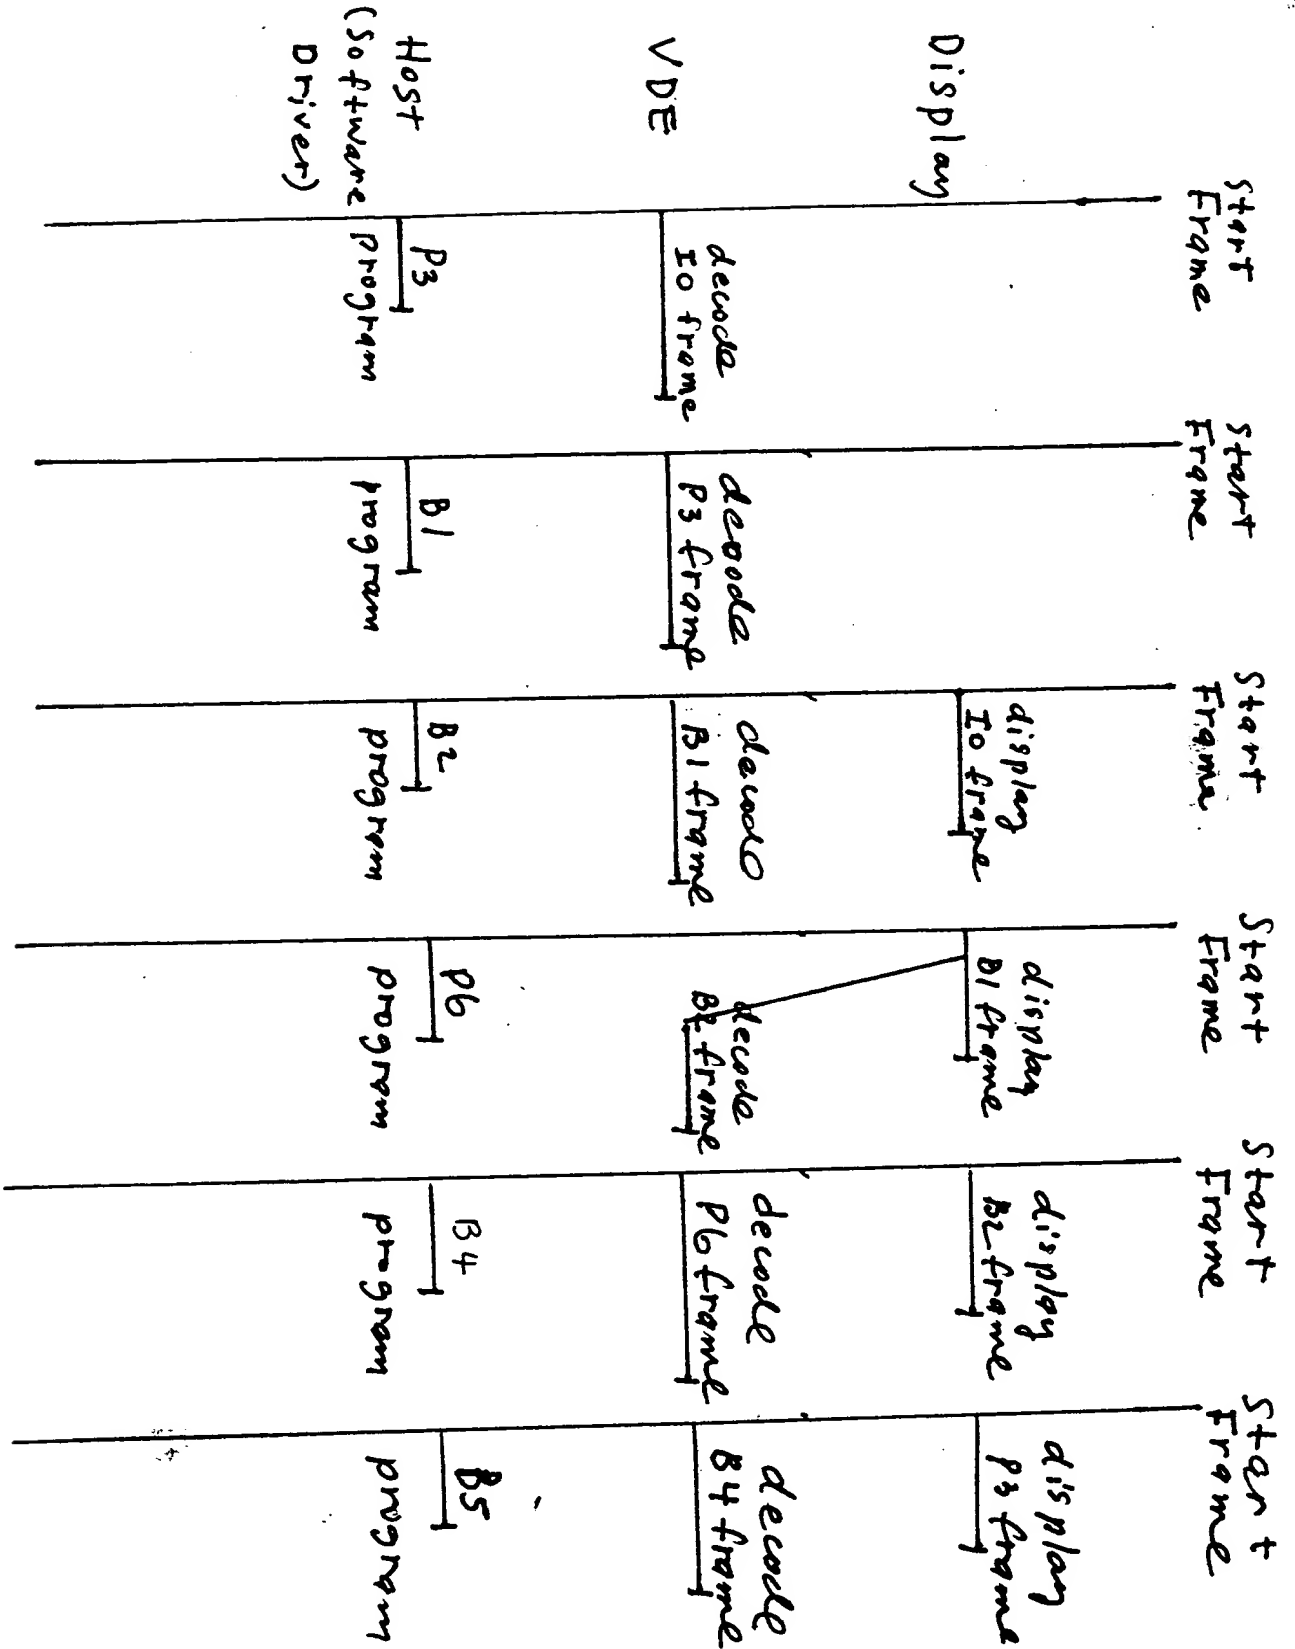 Start
Frame
Start
Frame
Start
Frame
Start
Frame
Start
Frame
Start
Frame
Display
display
I0 frame
display
B1 frame
display
B2 frame
display
P3 frame
VDE
decode
I0 frame
decode
P3 frame
decode
B1 frame
decode
B2 frame
decode
P6 frame
decode
B4 frame
Host
(Software
Driver)
P3
program
B1
program
B2
program
P6
program
B4
program
B5
program